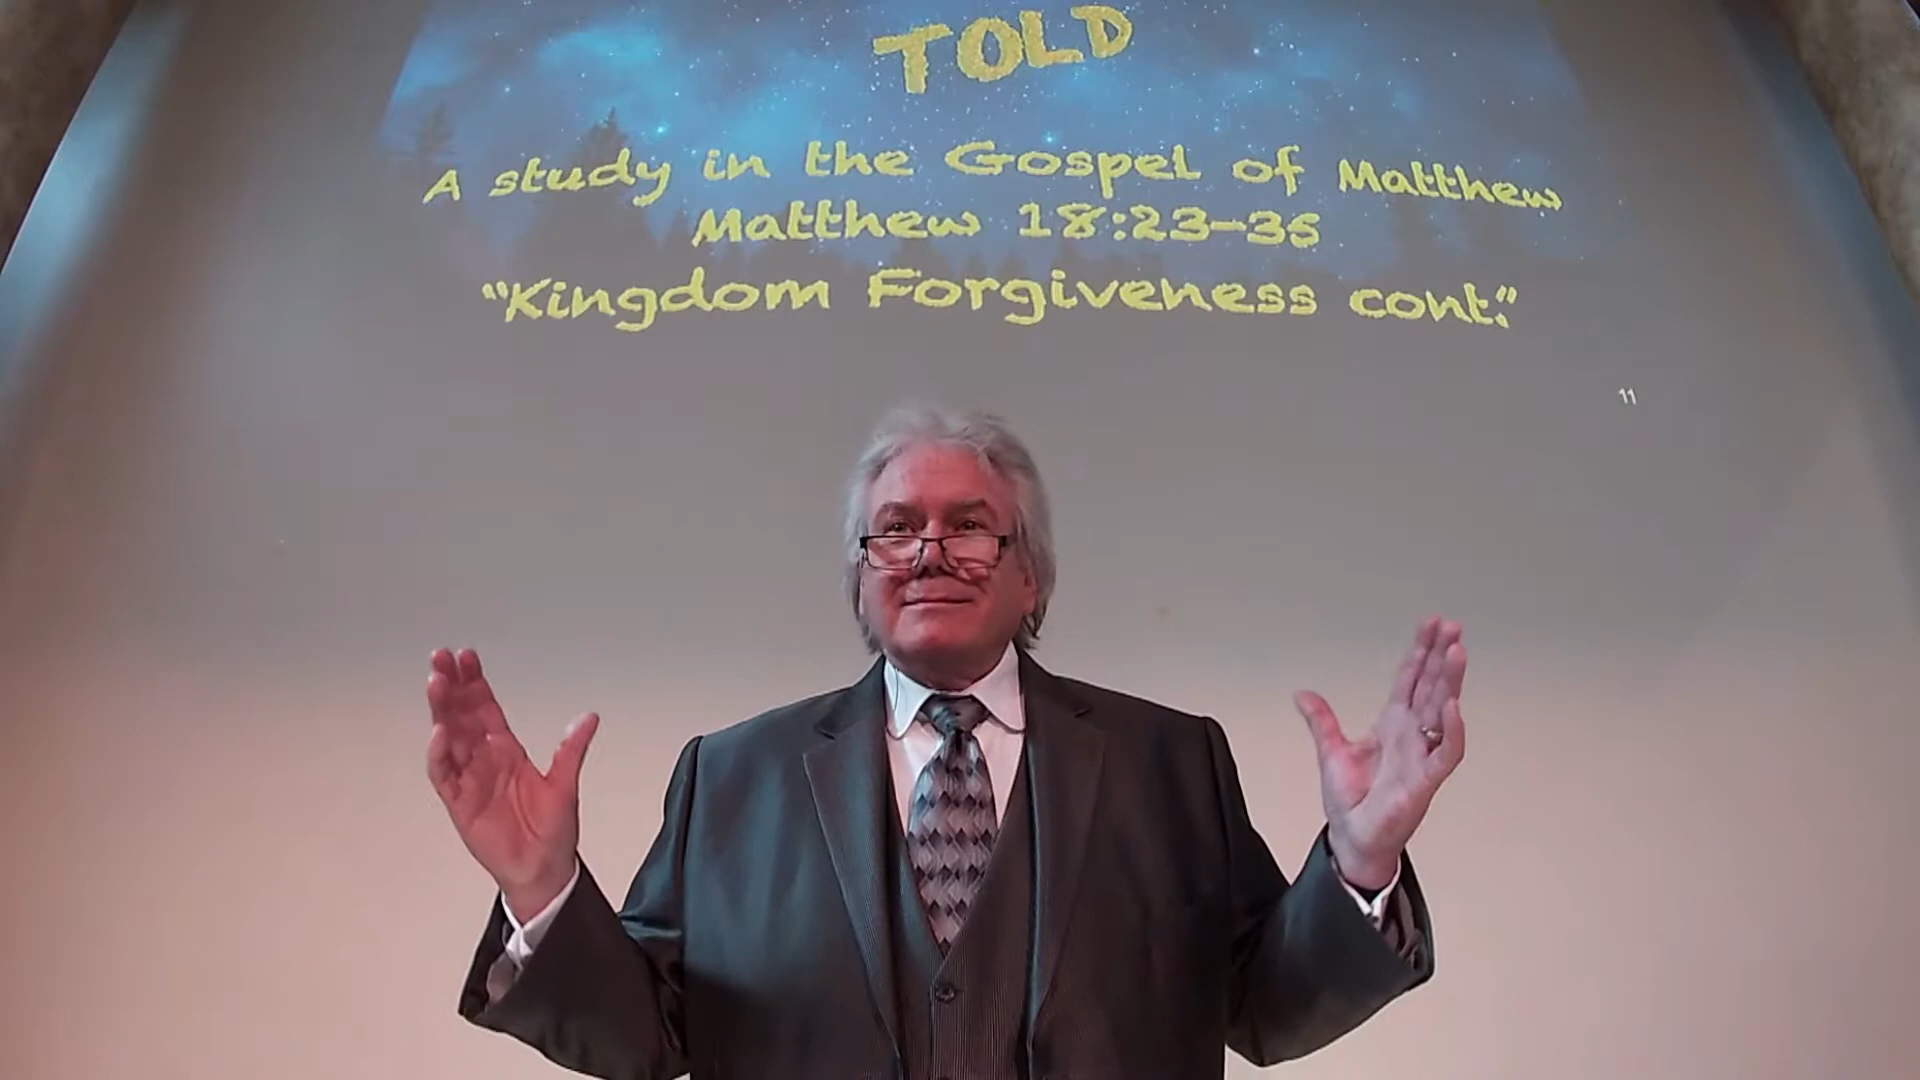 TOLD
A study in the Gospel of Matthew
Matthew 18:23-35
"Kingdom Forgiveness cont."
11